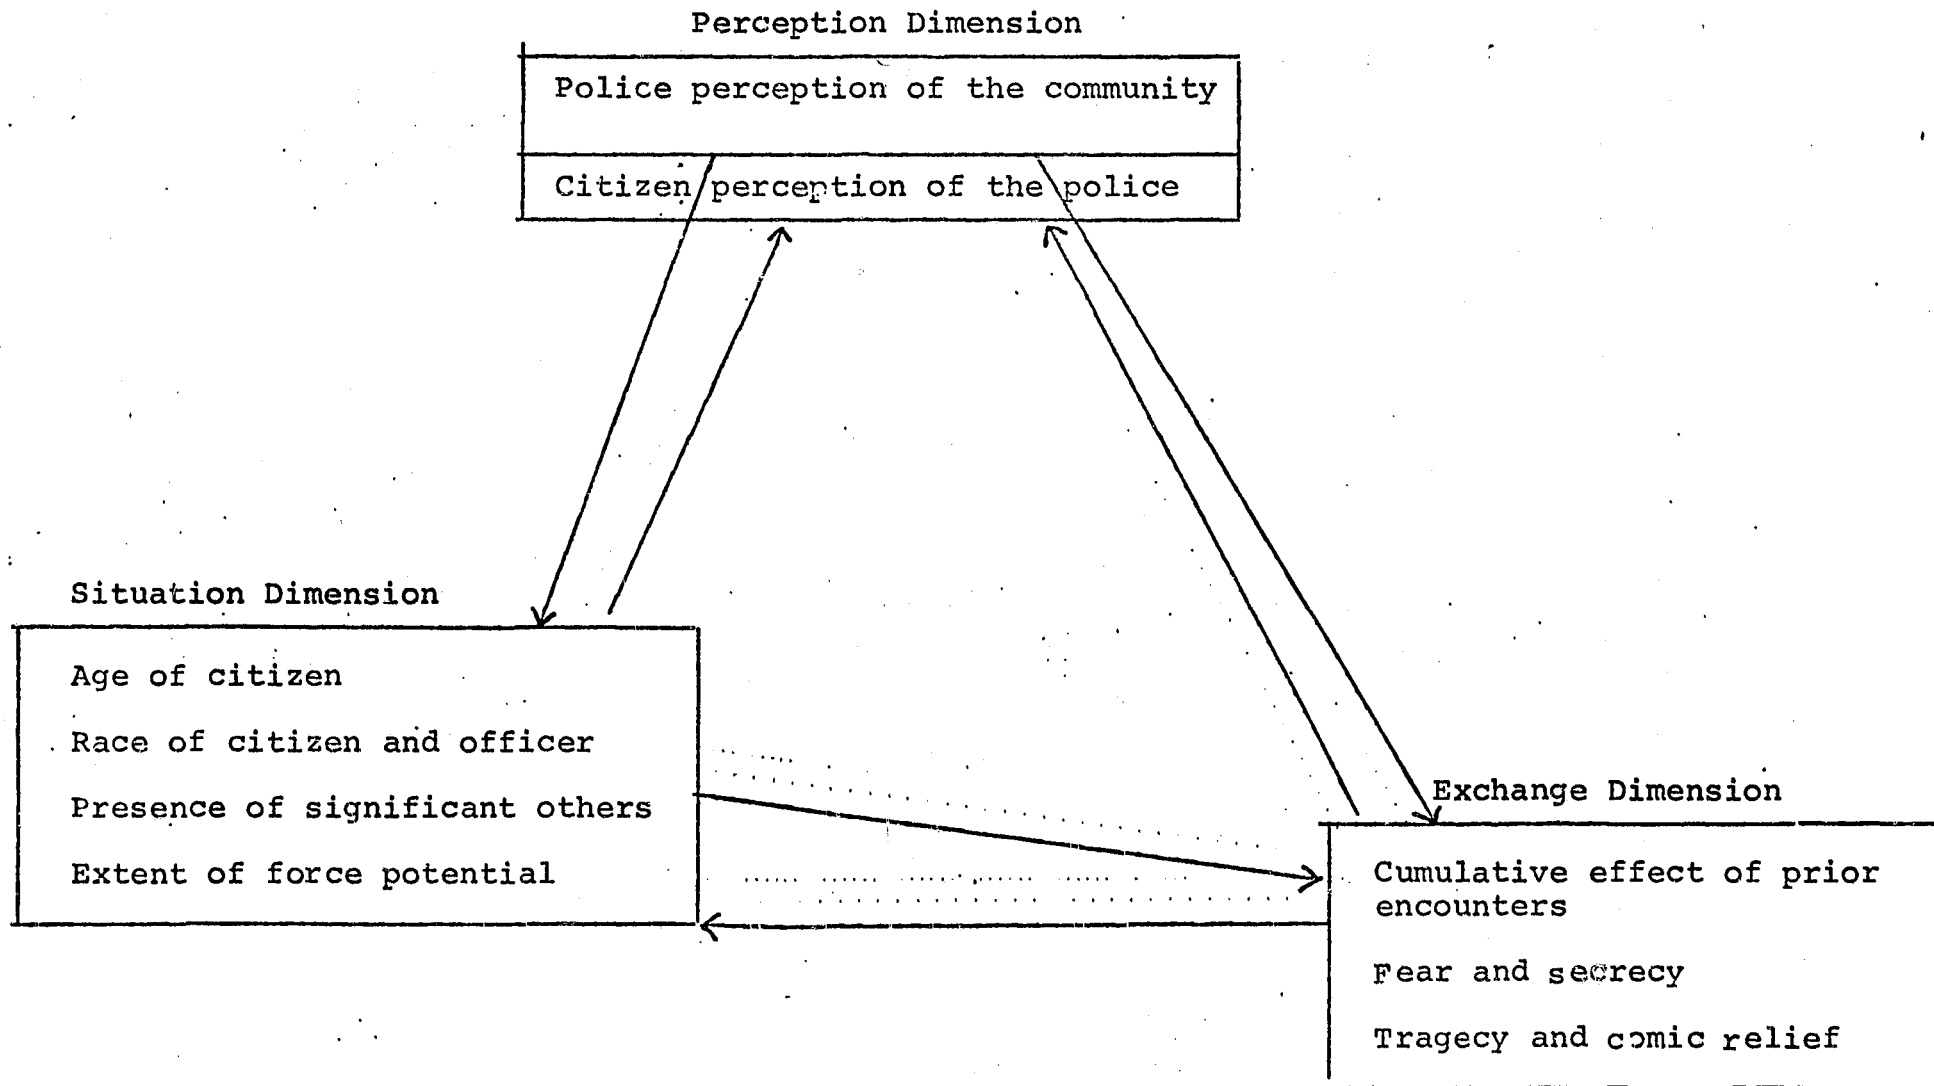 Perception Dimension
Police perception of the community
Citizen perception of the police
Situation Dimension
Age of citizen
Race of citizen and officer
Presence of significant others
Extent of force potential
Exchange Dimension
Cumulative effect of prior
encounters
Fear and secrecy
Tragecy and comic relief